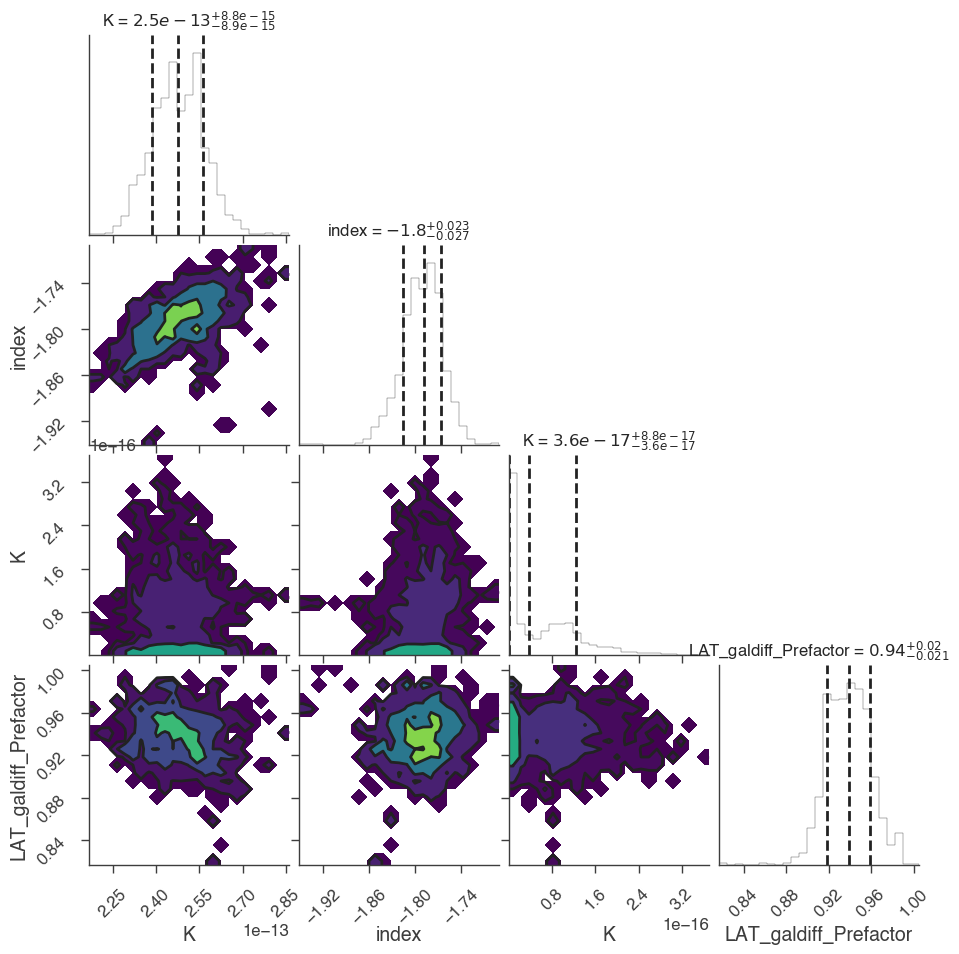 K = 2.5e−13 +8.8e−15 −8.9e−15
index = −1.8 +0.023 −0.027
index
−1.74
−1.80
−1.86
−1.92
1e−16
K = 3.6e−17 +8.8e−17 −3.6e−17
K
3.2
2.4
1.6
0.8
LAT_galdiff_Prefactor = 0.94 +0.02 −0.021
LAT_galdiff_Prefactor
1.00
0.96
0.92
0.88
0.84
2.25 2.40 2.55 2.70 2.85
−1.92 −1.86 −1.80 −1.74
0.8 1.6 2.4 3.2
0.84 0.88 0.92 0.96 1.00
1e−13
1e−16
K index K LAT_galdiff_Prefactor